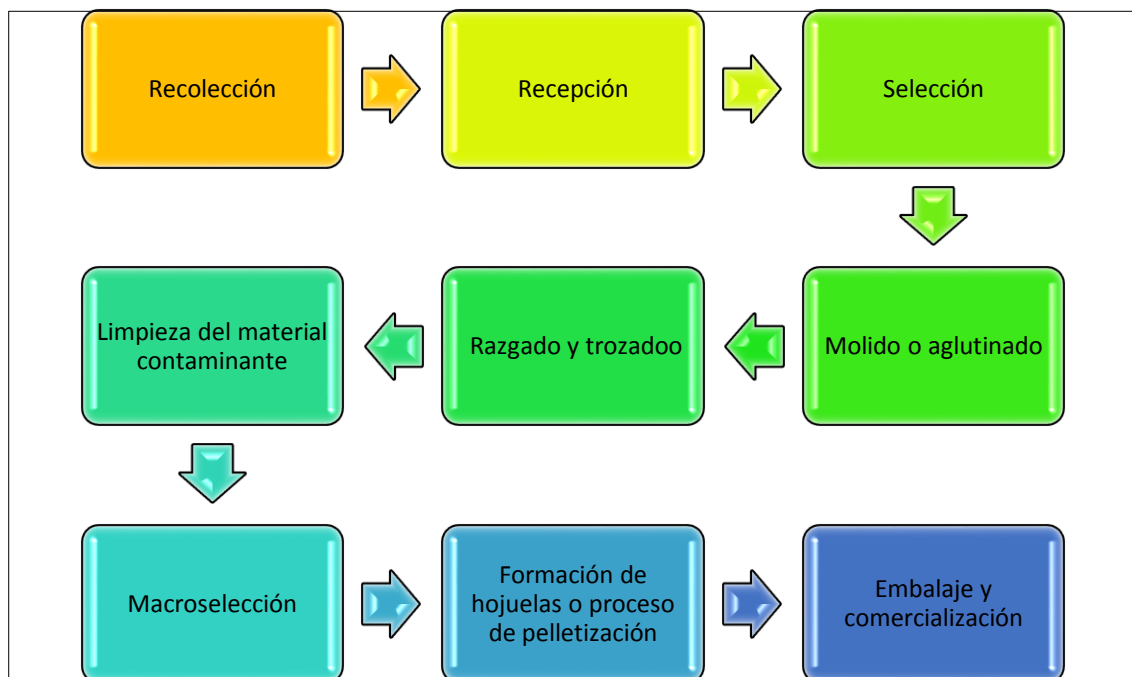 Recolección
Recepción
Selección
Molido o aglutinado
Razgado y trozadoo
Limpieza del material
contaminante
Macroselección
Formación de
hojuelas o proceso
de pelletización
Embalaje y
comercialización